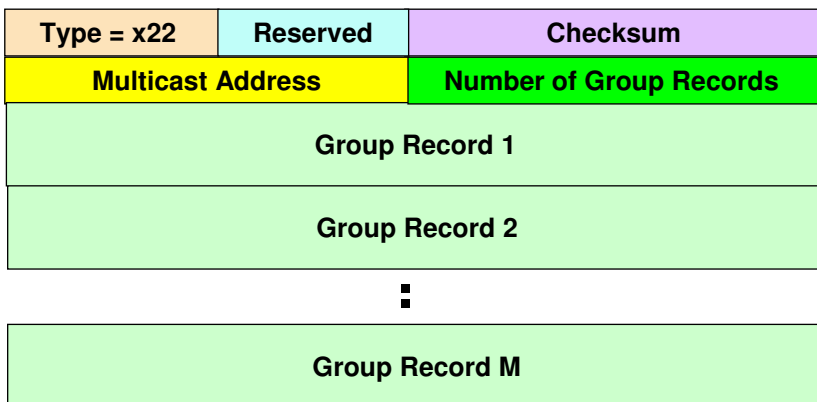 Type = x22 Reserved Checksum
Multicast Address Number of Group Records
Group Record 1
Group Record 2
:
Group Record M